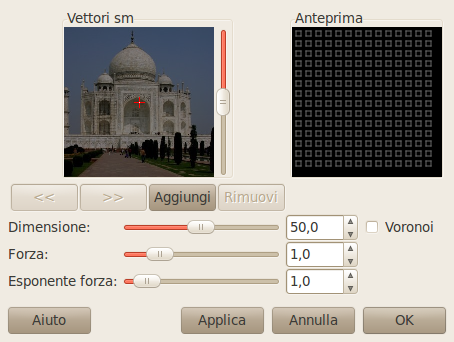 Vettori sm
Anteprima
<< >> Aggiungi Rimuovi
Dimensione: 50,0 Voronoi
Forza: 1,0
Esponente forza: 1,0
Aiuto Applica Annulla OK